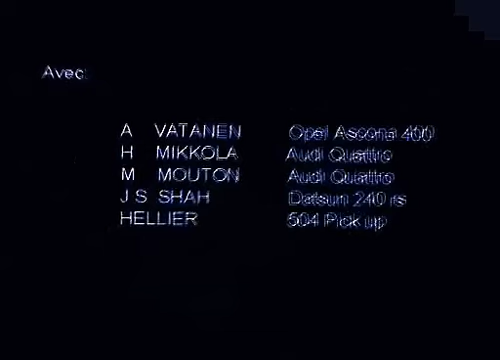 Avec:
A VATANEN Opel Ascona 400
H MIKKOLA Audi Quattro
M MOUTON Audi Quattro
J S SHAH Datsun 240 rs
HELLIER 504 Pick up